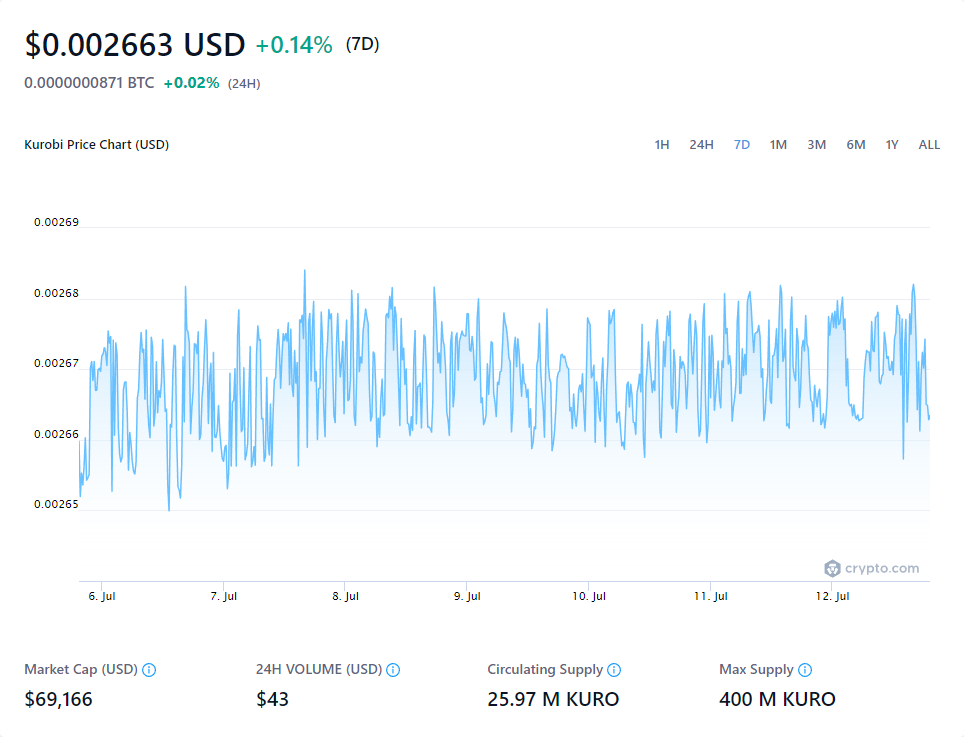 $0.002663 USD +0.14% (7D)
0.0000000871 BTC +0.02% (24H)
Kurobi Price Chart (USD) 1H 24H 7D 1M 3M 6M 1Y ALL
0.00269
0.00268
0.00267
0.00266
0.00265
crypto.com
6. Jul 7. Jul 8. Jul 9. Jul 10. Jul 11. Jul 12. Jul
Market Cap (USD) 24H VOLUME (USD) Circulating Supply Max Supply
$69,166 $43 25.97 M KURO 400 M KURO